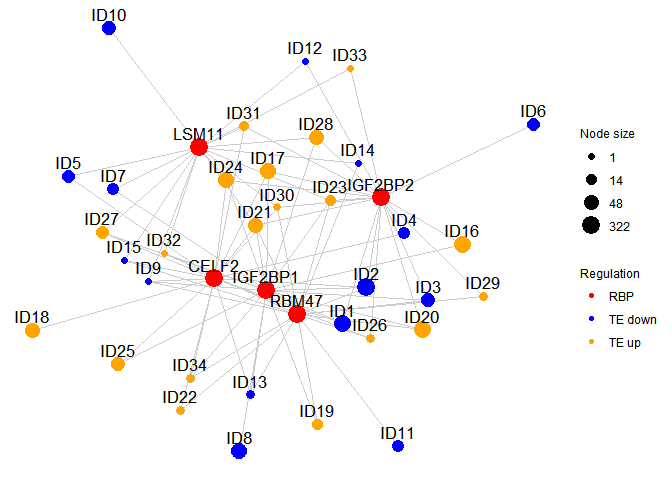 ID10
ID12
ID33
ID6
ID31
LSM11
ID28
ID14
ID5
ID7
ID24
ID17
ID23
IGF2BP2
ID30
ID27
ID21
ID4
ID32
ID15
ID16
ID9
CELF2
IGF2BP1
ID2
ID3
ID29
RBM47
ID1
ID18
ID26
ID20
ID25
ID34
ID13
ID22
ID19
ID8
ID11
Node size
1
14
48
322
Regulation
RBP
TE down
TE up